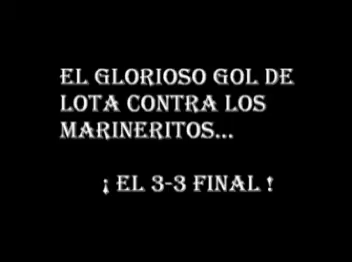 EL GLORIOSO GOL DE
LOTA CONTRA LOS
MARINERITOS...
¡ EL 3-3 FINAL !